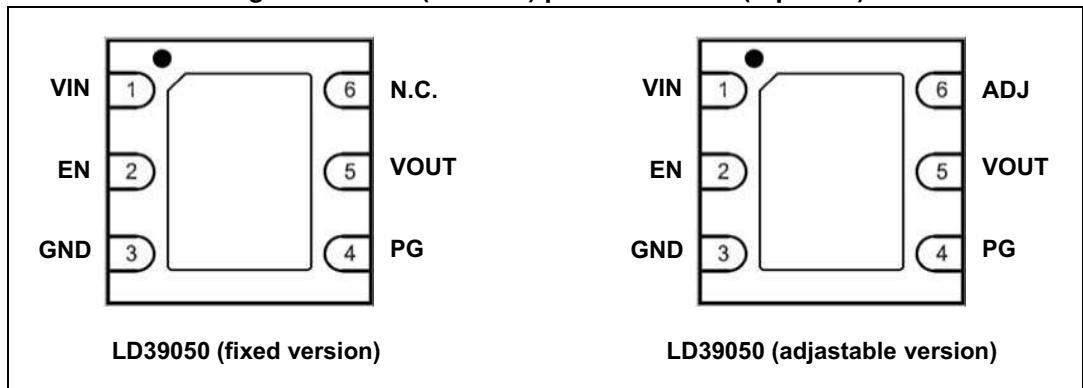 VIN 1 6 N.C.
EN 2 5 VOUT
GND 3 4 PG
LD39050 (fixed version)
VIN 1 6 ADJ
EN 2 5 VOUT
GND 3 4 PG
LD39050 (adjastable version)